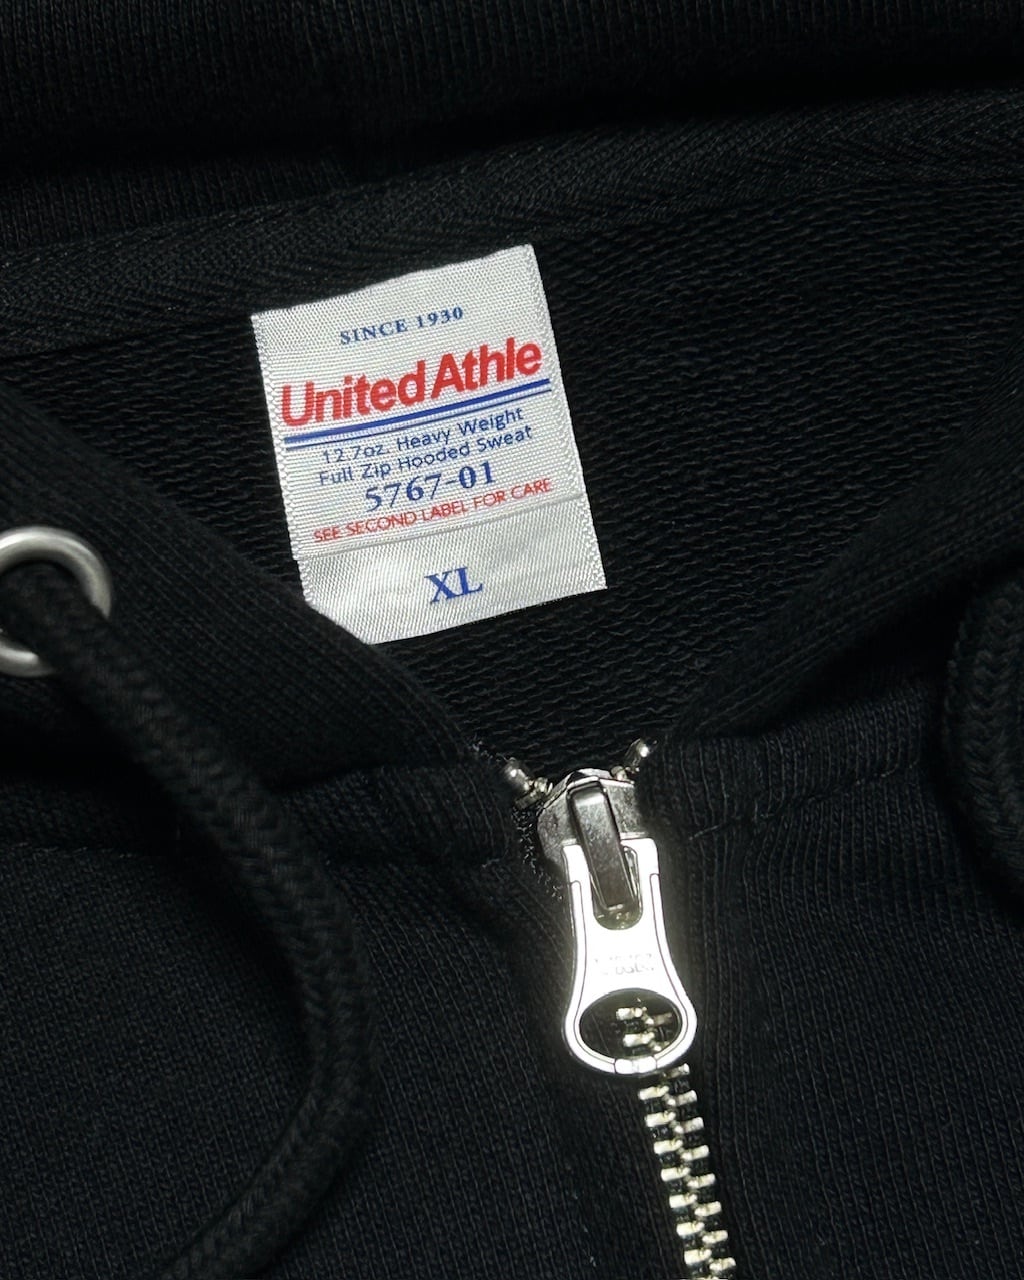 SINCE 1930
United Athle
12.7oz. Heavy Weight
Full Zip Hooded Sweat
5767-01
SEE SECOND LABEL FOR CARE
XL